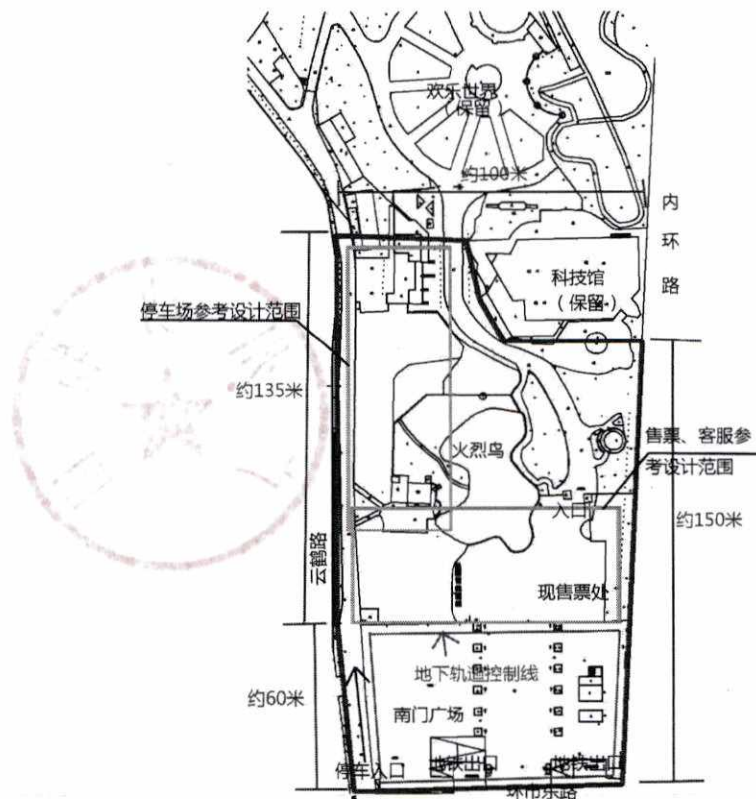 欢乐世界
保留
约100米
内
环
路
科技馆
（保留）
停车场参考设计范围
约135米
火烈鸟
售票、客服参
考设计范围
入口
约150米
云鹤路
现售票处
地下轨道控制线
约60米
南门广场
停车入口
地铁出口
地铁出口
环市东路